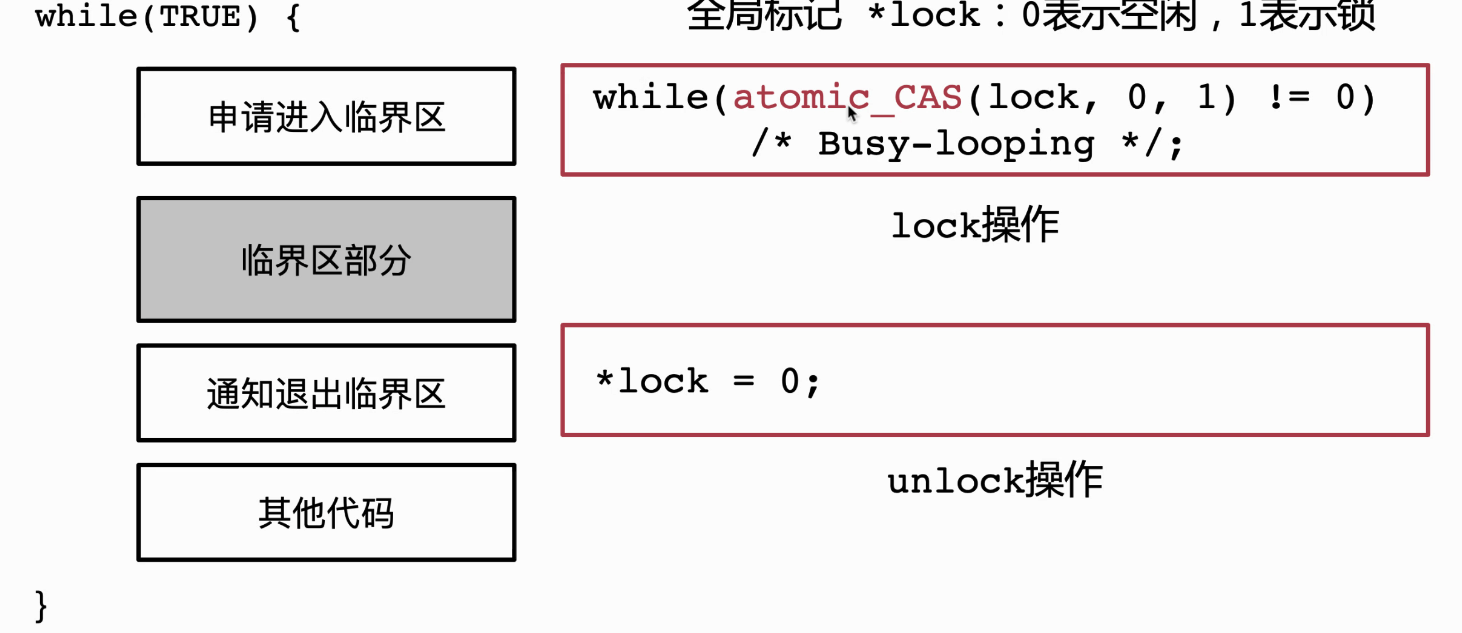 while(TRUE) {
全局标记 *lock：0表示空闲，1表示锁
申请进入临界区
while(atomic_CAS(lock, 0, 1) != 0)
/* Busy-looping */;
lock操作
临界区部分
通知退出临界区
*lock = 0;
unlock操作
其他代码
}